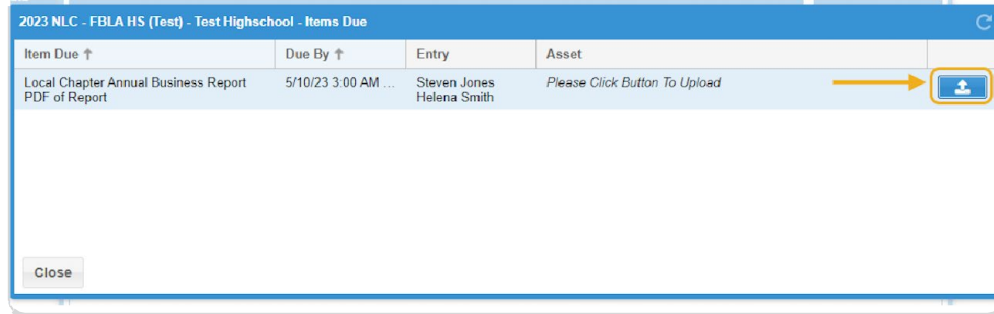 2023 NLC - FBLA HS (Test) - Test Highschool - Items Due
Item Due ↑ Due By ↑ Entry Asset
Local Chapter Annual Business Report 5/10/23 3:00 AM ... Steven Jones Please Click Button To Upload
PDF of Report Helena Smith
Close